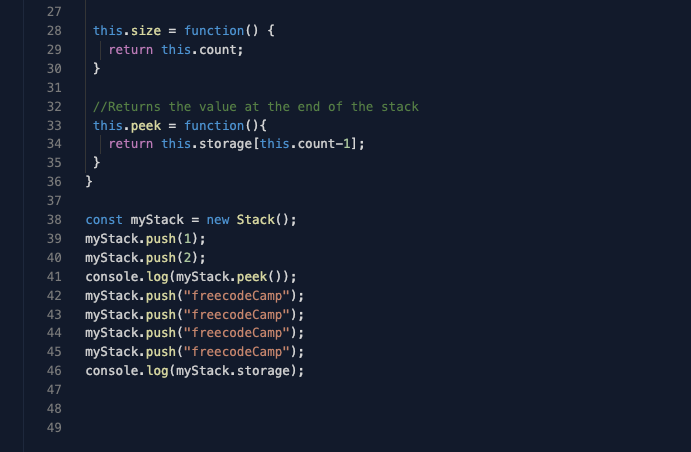 27
28 this.size = function() {
29 return this.count;
30 }
31
32 //Returns the value at the end of the stack
33 this.peek = function(){
34 return this.storage[this.count-1];
35 }
36 }
37
38 const myStack = new Stack();
39 myStack.push(1);
40 myStack.push(2);
41 console.log(myStack.peek());
42 myStack.push("freecodeCamp");
43 myStack.push("freecodeCamp");
44 myStack.push("freecodeCamp");
45 myStack.push("freecodeCamp");
46 console.log(myStack.storage);
47
48
49